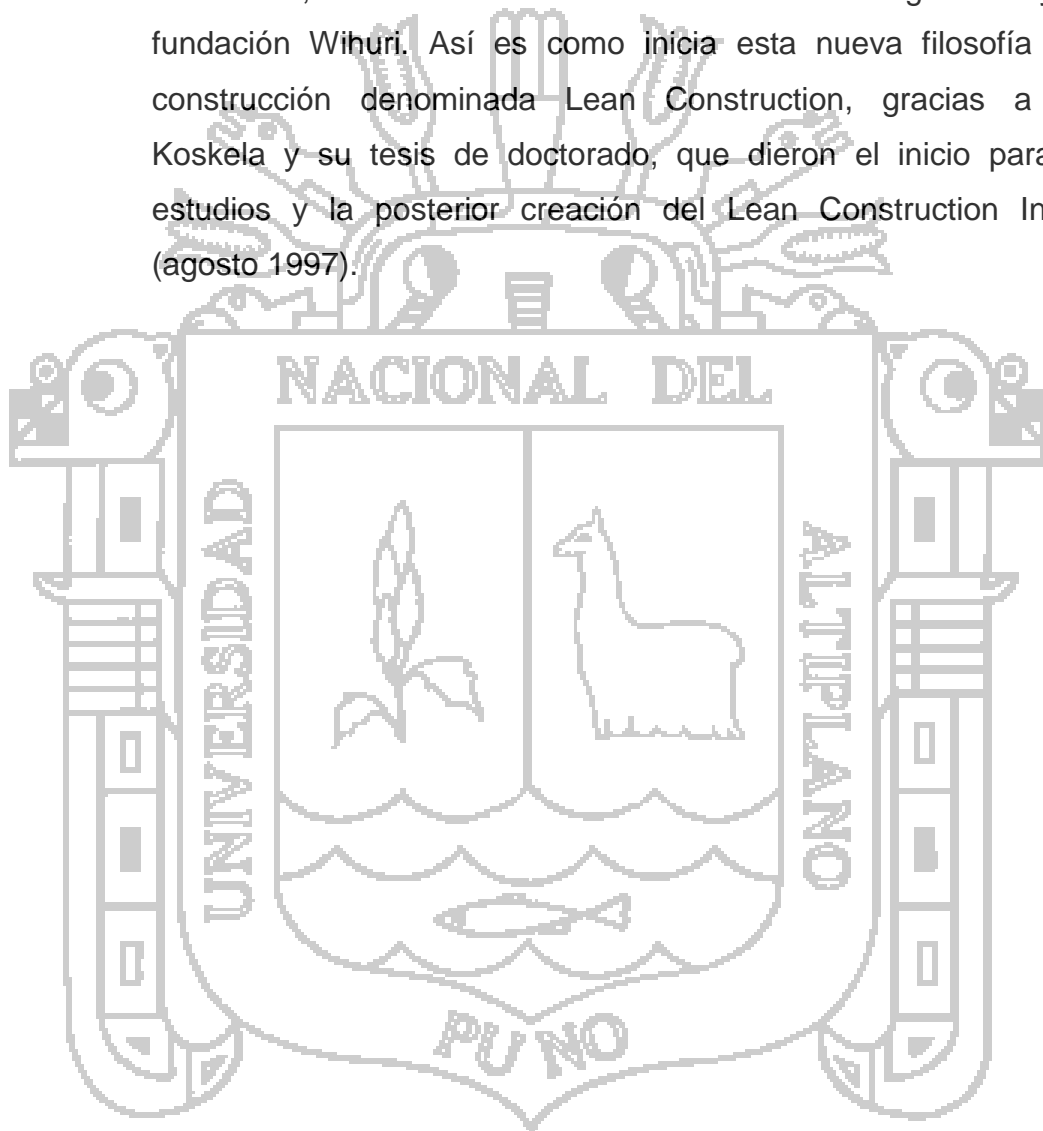 fundación Wihuri. Así es como inicia esta nueva filosofía
construcción denominada Lean Construction, gracias a
Koskela y su tesis de doctorado, que dieron el inicio para
estudios y la posterior creación del Lean Construction In
(agosto 1997).
NACIONAL DEL
UNIVERSIDAD
ALTIPLANO
PUNO